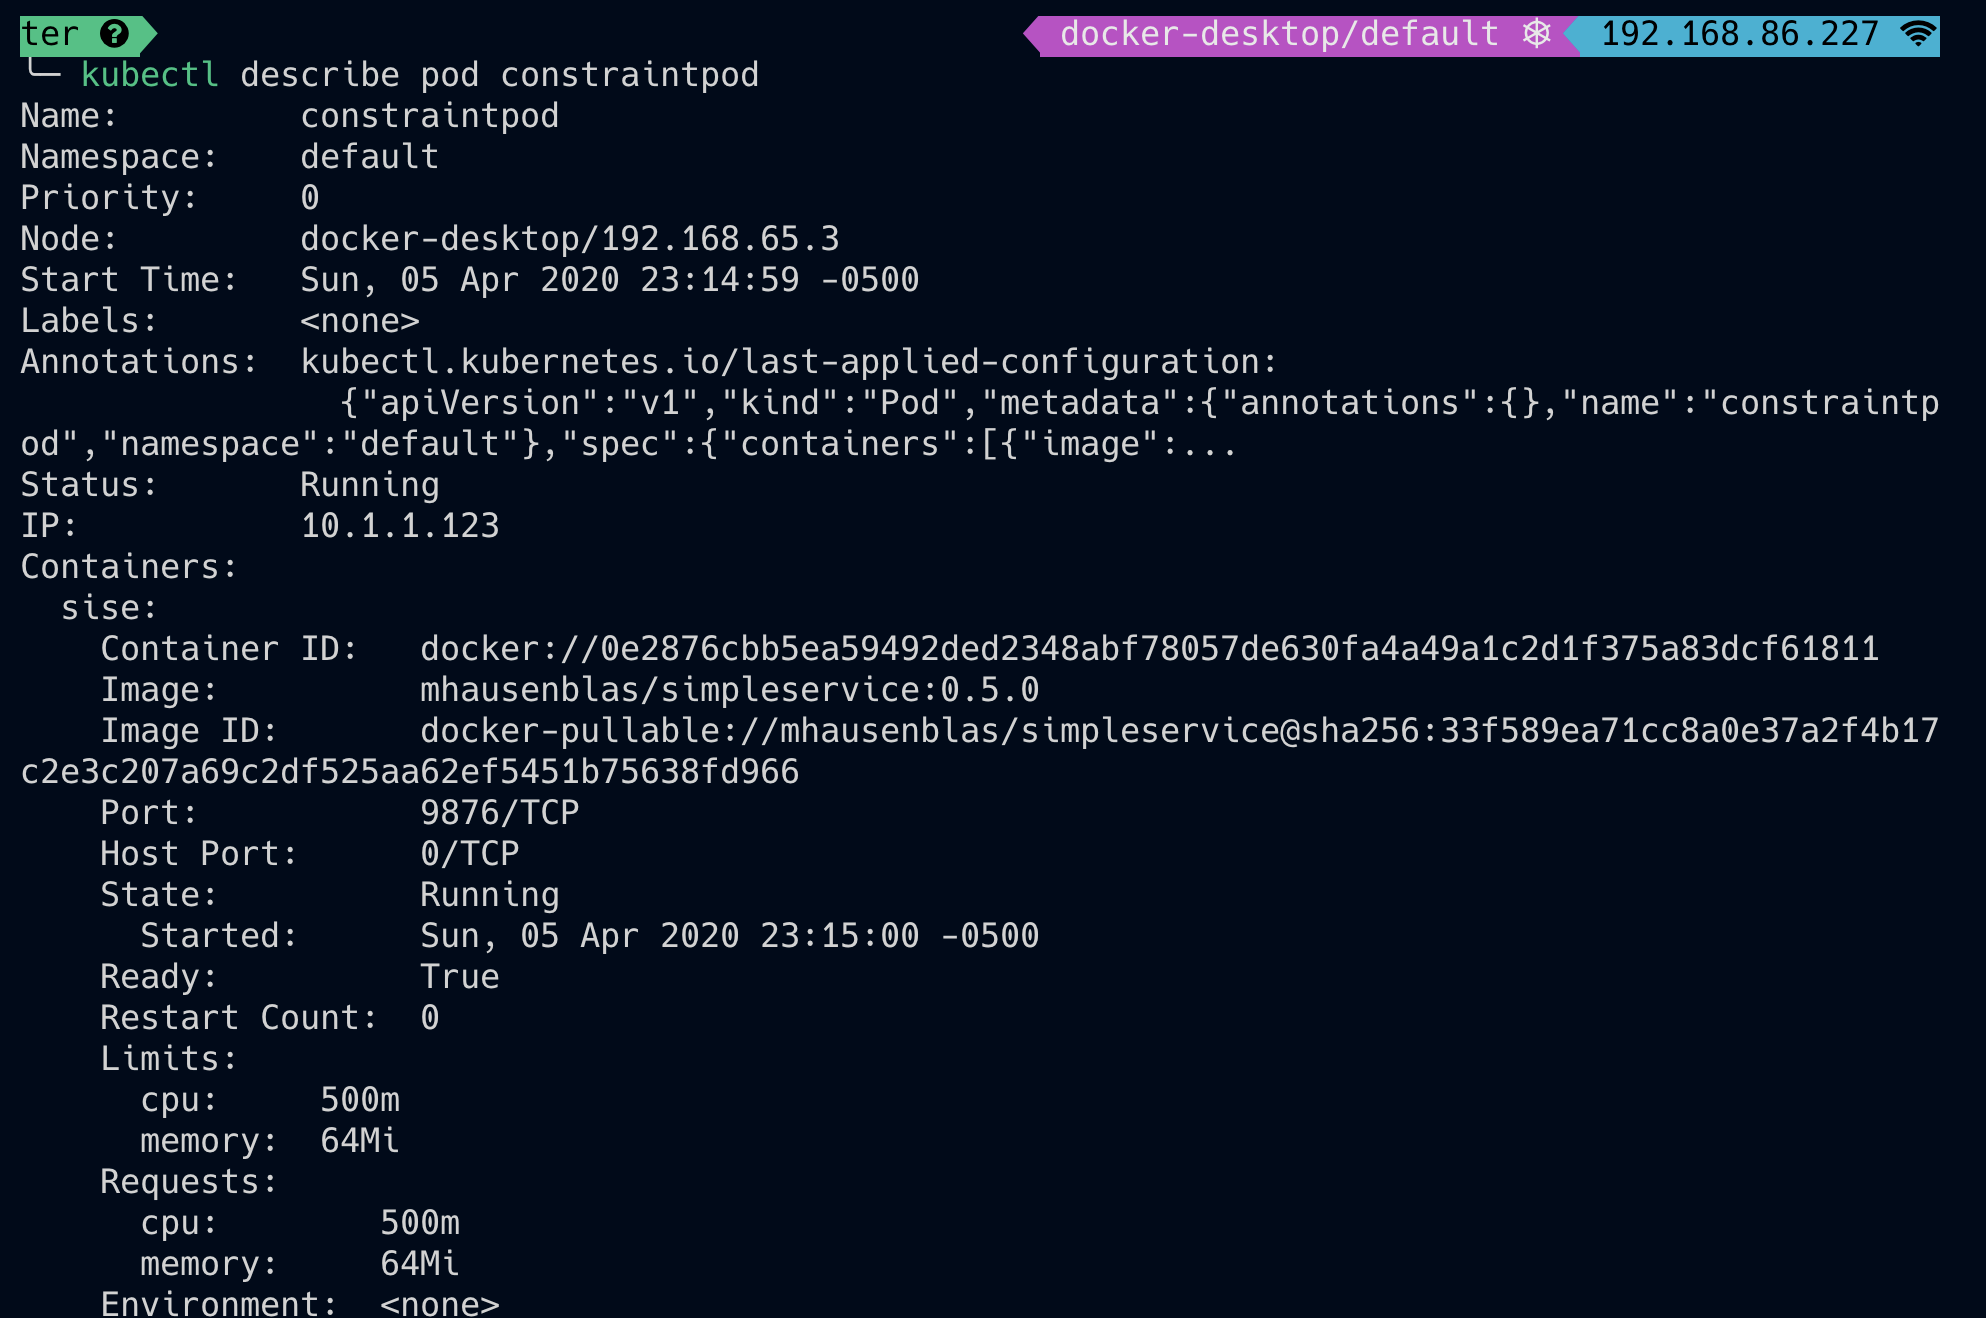 ter docker-desktop/default 192.168.86.227
kubectl describe pod constraintpod
Name:         constraintpod
Namespace:    default
Priority:     0
Node:         docker-desktop/192.168.65.3
Start Time:   Sun, 05 Apr 2020 23:14:59 -0500
Labels:       <none>
Annotations:  kubectl.kubernetes.io/last-applied-configuration:
                {"apiVersion":"v1","kind":"Pod","metadata":{"annotations":{},"name":"constraintp
od","namespace":"default"},"spec":{"containers":[{"image":...
Status:       Running
IP:           10.1.1.123
Containers:
  sise:
    Container ID:   docker://0e2876cbb5ea59492ded2348abf78057de630fa4a49a1c2d1f375a83dcf61811
    Image:          mhausenblas/simpleservice:0.5.0
    Image ID:       docker-pullable://mhausenblas/simpleservice@sha256:33f589ea71cc8a0e37a2f4b17
c2e3c207a69c2df525aa62ef5451b75638fd966
    Port:           9876/TCP
    Host Port:      0/TCP
    State:          Running
      Started:      Sun, 05 Apr 2020 23:15:00 -0500
    Ready:          True
    Restart Count:  0
    Limits:
      cpu:     500m
      memory:  64Mi
    Requests:
      cpu:        500m
      memory:     64Mi
    Environment:  <none>